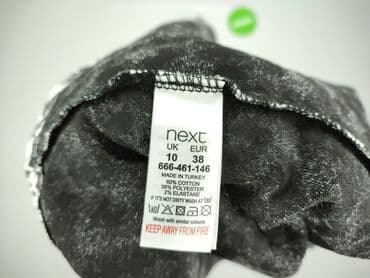 next
UK EUR
10 38
666-461-146
MADE IN TURKEY
60% COTTON
38% POLYESTER
2% ELASTANE
IF IT'S NOT DIRTY WASH AT 30°
Wash with similar colours
KEEP AWAY FROM FIRE